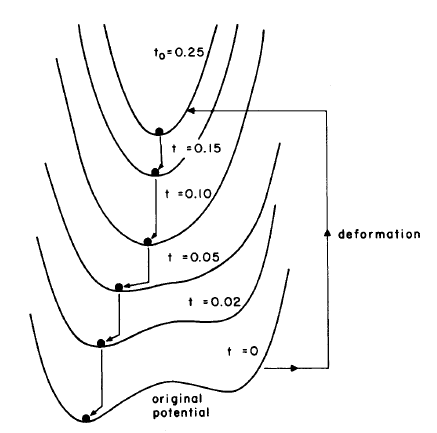 t₀=0.25
t = 0.15
t = 0.10
t = 0.05
deformation
t = 0.02
t = 0
original
potential